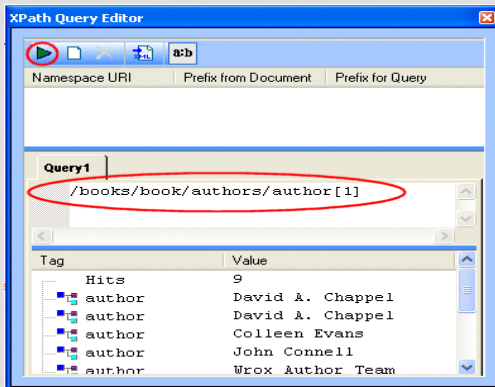 XPath Query Editor
a:b
Namespace URI Prefix from Document Prefix for Query
Query1
/books/book/authors/author[1]
Tag Value
Hits 9
author David A. Chappel
author David A. Chappel
author Colleen Evans
author John Connell
author Wrox Author Team